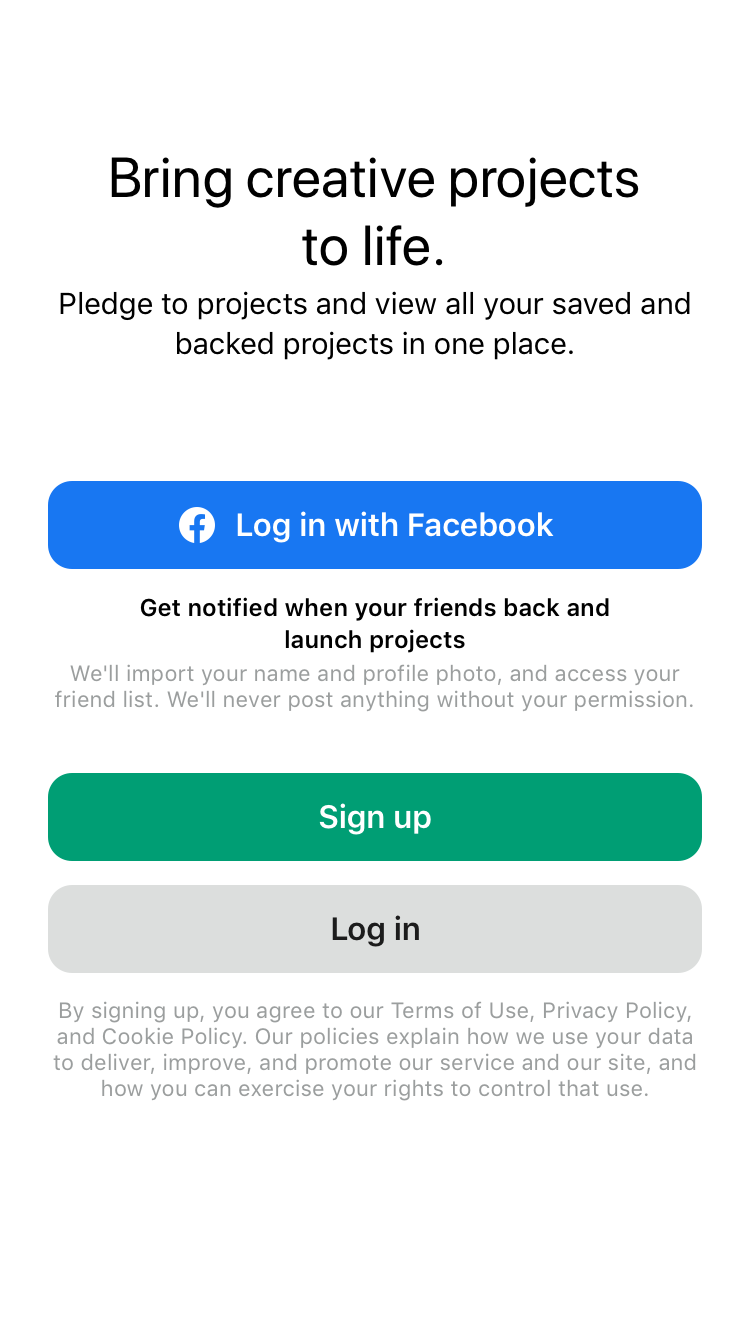 Bring creative projects
to life.
Pledge to projects and view all your saved and
backed projects in one place.
Log in with Facebook
Get notified when your friends back and
launch projects
We'll import your name and profile photo, and access your
friend list. We'll never post anything without your permission.
Sign up
Log in
By signing up, you agree to our Terms of Use, Privacy Policy,
and Cookie Policy. Our policies explain how we use your data
to deliver, improve, and promote our service and our site, and
how you can exercise your rights to control that use.